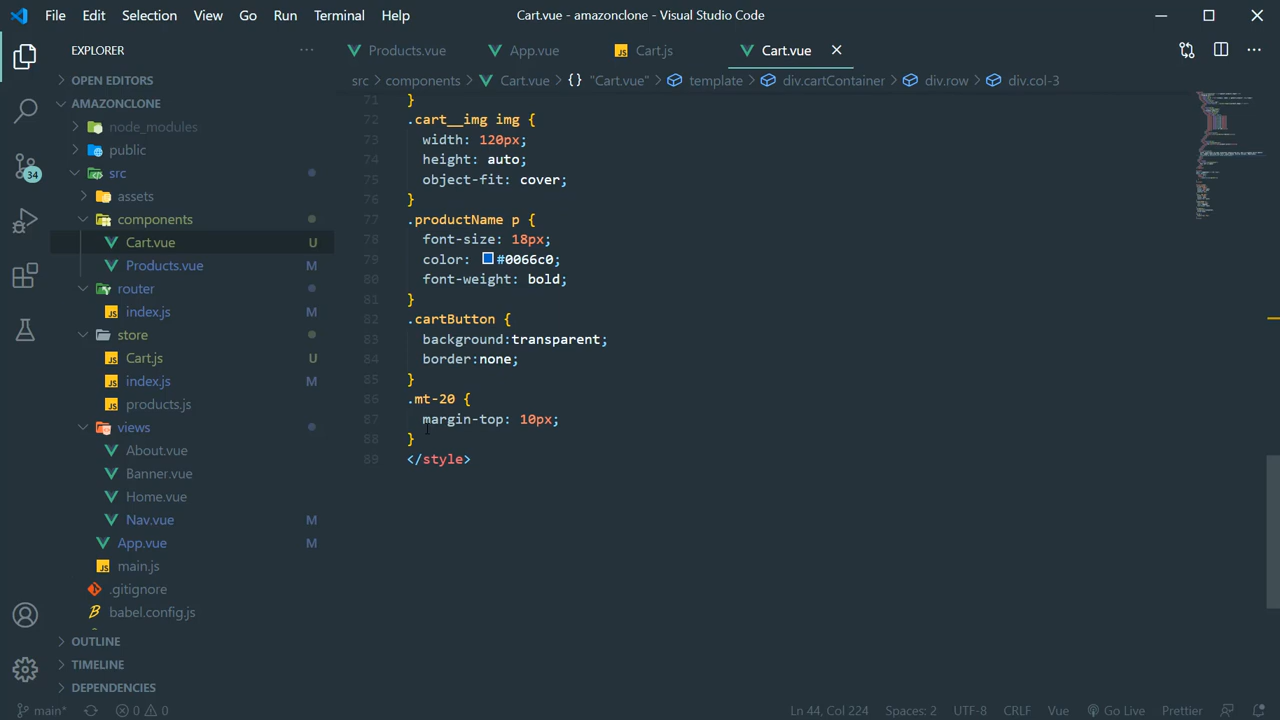 File Edit Selection View Go Run Terminal Help
Cart.vue - amazonclone - Visual Studio Code
EXPLORER
OPEN EDITORS
AMAZONCLONE
node_modules
public
src
assets
components
Cart.vue U
Products.vue M
router
index.js M
store
Cart.js U
index.js M
products.js
views
About.vue
Banner.vue
Home.vue
Nav.vue M
App.vue M
main.js
.gitignore
babel.config.js
OUTLINE
TIMELINE
DEPENDENCIES
34
Products.vue App.vue Cart.js Cart.vue
src components Cart.vue {} "Cart.vue" template div.cartContainer div.row div.col-3
71 }
72 .cart__img img {
73 width: 120px;
74 height: auto;
75 object-fit: cover;
76 }
77 .productName p {
78 font-size: 18px;
79 color: #0066c0;
80 font-weight: bold;
81 }
82 .cartButton {
83 background:transparent;
84 border:none;
85 }
86 .mt-20 {
87 margin-top: 10px;
88 }
89 </style>
main* 0 0 Ln 44, Col 224 Spaces: 2 UTF-8 CRLF Vue Go Live Prettier